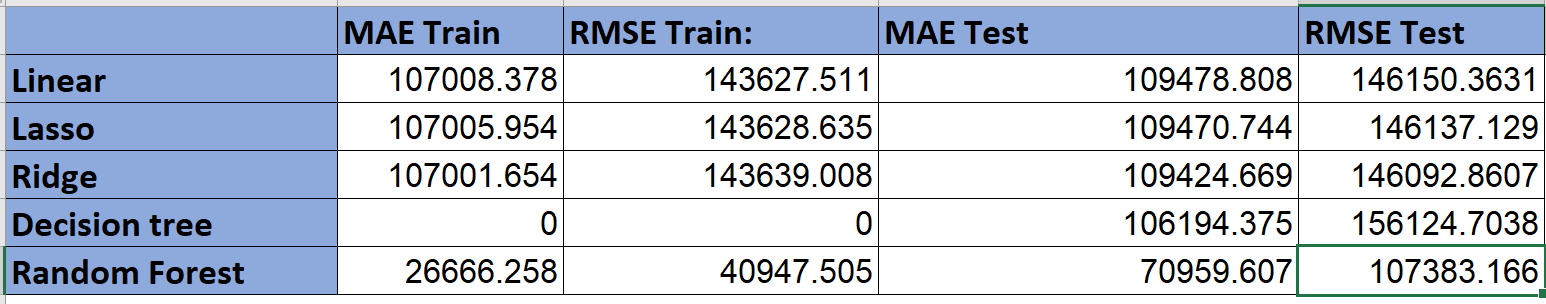 MAE Train RMSE Train: MAE Test RMSE Test
Linear 107008.378 143627.511 109478.808 146150.3631
Lasso 107005.954 143628.635 109470.744 146137.129
Ridge 107001.654 143639.008 109424.669 146092.8607
Decision tree 0 0 106194.375 156124.7038
Random Forest 26666.258 40947.505 70959.607 107383.166